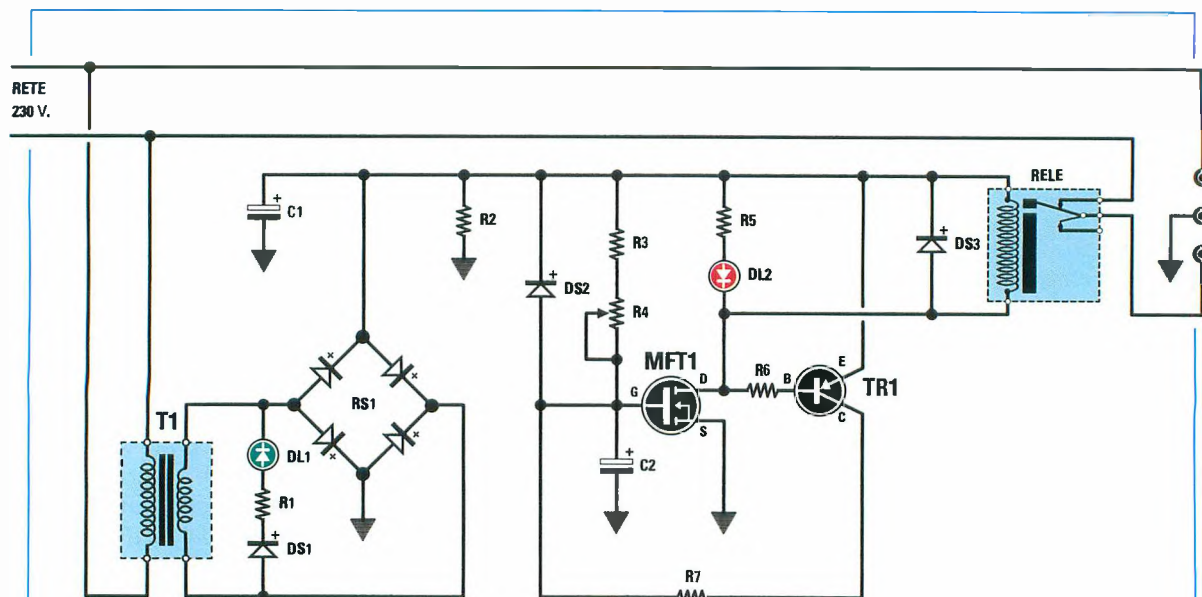 RETE
230 V.
RELE
+
C1
R2
R5
+
DS3
R3
+
DS2
DL2
R4
MFT1
E
R6
G
D
B
TR1
RS1
T1
S
C
DL1
+
C2
R1
+
DS1
R7